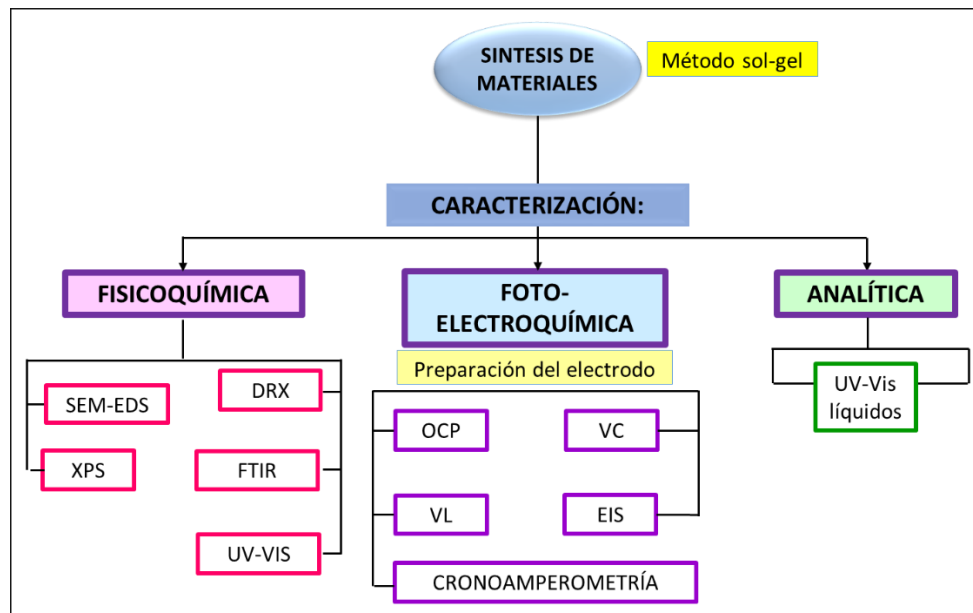 SINTESIS DE
MATERIALES
Método sol-gel
CARACTERIZACIÓN:
FISICOQUÍMICA
FOTO-
ELECTROQUÍMICA
ANALÍTICA
Preparación del electrodo
SEM-EDS
DRX
XPS
FTIR
UV-VIS
OCP
VC
VL
EIS
CRONOAMPEROMETRÍA
UV-Vis
líquidos